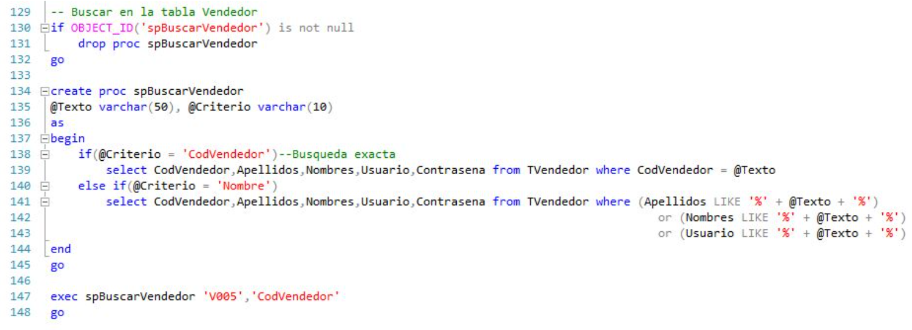 129 -- Buscar en la tabla Vendedor
130 if OBJECT_ID('spBuscarVendedor') is not null
131 drop proc spBuscarVendedor
132 go
133
134 create proc spBuscarVendedor
135 @Texto varchar(50), @Criterio varchar(10)
136 as
137 begin
138 if(@Criterio = 'CodVendedor')--Busqueda exacta
139 select CodVendedor,Apellidos,Nombres,Usuario,Contrasena from TVendedor where CodVendedor = @Texto
140 else if(@Criterio = 'Nombre')
141 select CodVendedor,Apellidos,Nombres,Usuario,Contrasena from TVendedor where (Apellidos LIKE '%' + @Texto + '%')
142 or (Nombres LIKE '%' + @Texto + '%')
143 or (Usuario LIKE '%' + @Texto + '%')
144 end
145 go
146
147 exec spBuscarVendedor 'V005','CodVendedor'
148 go